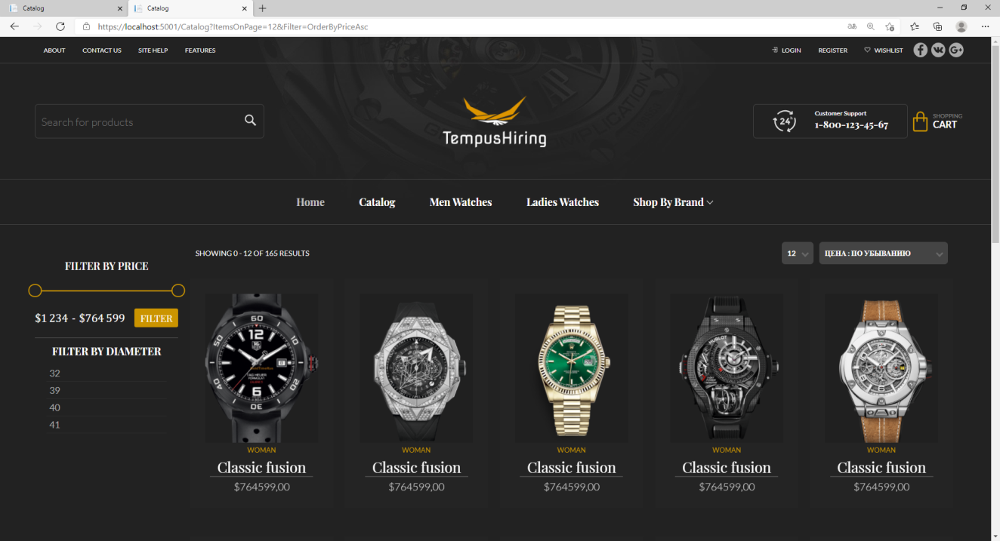 Catalog
Catalog
https://localhost:5001/Catalog?ItemsOnPage=12&Filter=OrderByPriceAsc
ABOUT CONTACT US SITE HELP FEATURES LOGIN REGISTER WISHLIST
Search for products
TempusHiring
24
Customer Support
1-800-123-45-67
SHOPPING
CART
Home Catalog Men Watches Ladies Watches Shop By Brand
SHOWING 0 - 12 OF 165 RESULTS
12
ЦЕНА : ПО УБЫВАНИЮ
FILTER BY PRICE
$1 234 - $764 599 FILTER
FILTER BY DIAMETER
32
39
40
41
WOMAN
Classic fusion
$764599,00
WOMAN
Classic fusion
$764599,00
WOMAN
Classic fusion
$764599,00
WOMAN
Classic fusion
$764599,00
WOMAN
Classic fusion
$764599,00